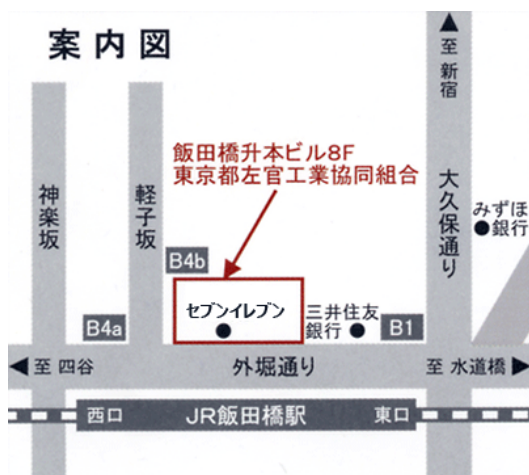 案内図
至 新宿
飯田橋升本ビル8F
東京都左官工業協同組合
神楽坂
軽子坂
大久保通り
みずほ
銀行
B4b
セブンイレブン
三井住友
銀行
B4a
B1
至 四谷
外堀通り
至 水道橋
西口
JR飯田橋駅
東口